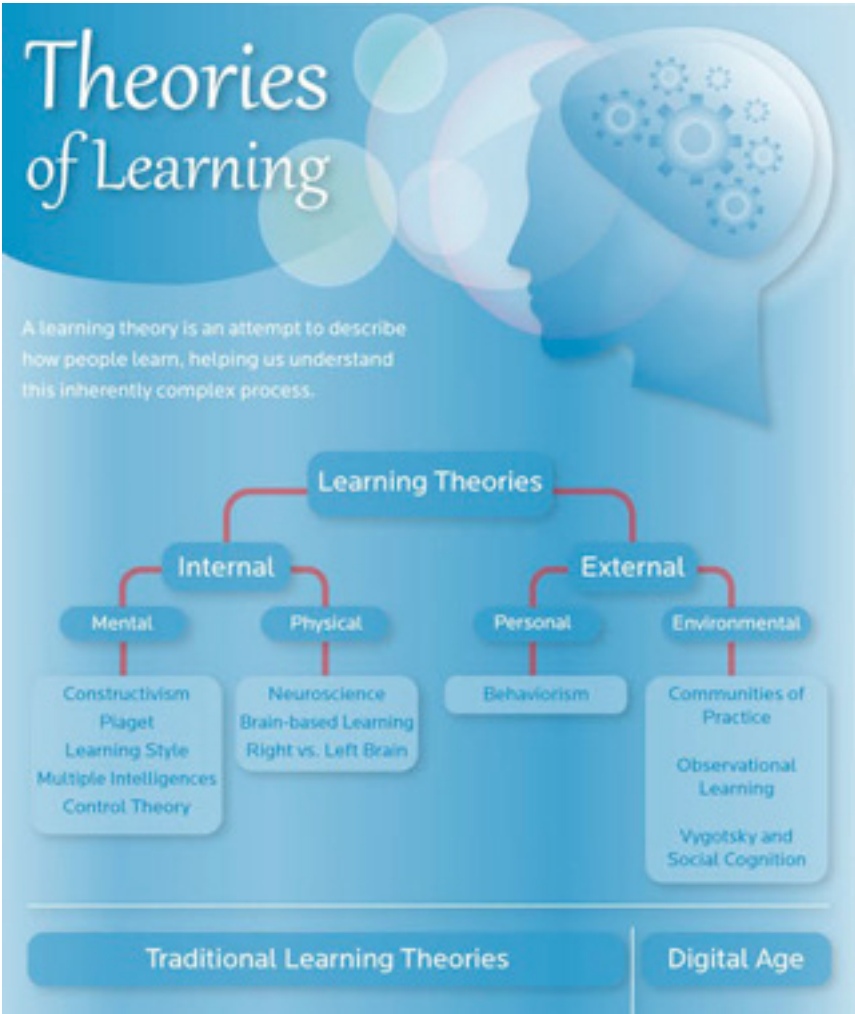 Theories
of Learning
A learning theory is an attempt to describe
how people learn, helping us understand
this inherently complex process.
Learning Theories
Internal
External
Mental
Physical
Personal
Environmental
Constructivism
Piaget
Learning Style
Multiple Intelligences
Control Theory
Neuroscience
Brain-based Learning
Right vs. Left Brain
Behaviorism
Communities of
Practice
Observational
Learning
Vygotsky and
Social Cognition
Traditional Learning Theories
Digital Age